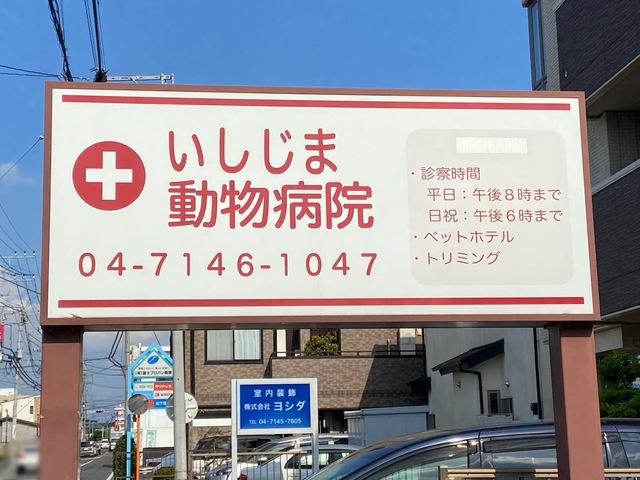 いしじま
動物病院
04-7146-1047
・診察時間
平日：午後８時まで
日祝：午後６時まで
・ペットホテル
・トリミング
室内装飾
株式会社 ヨシダ
TEL 04-7145-7605